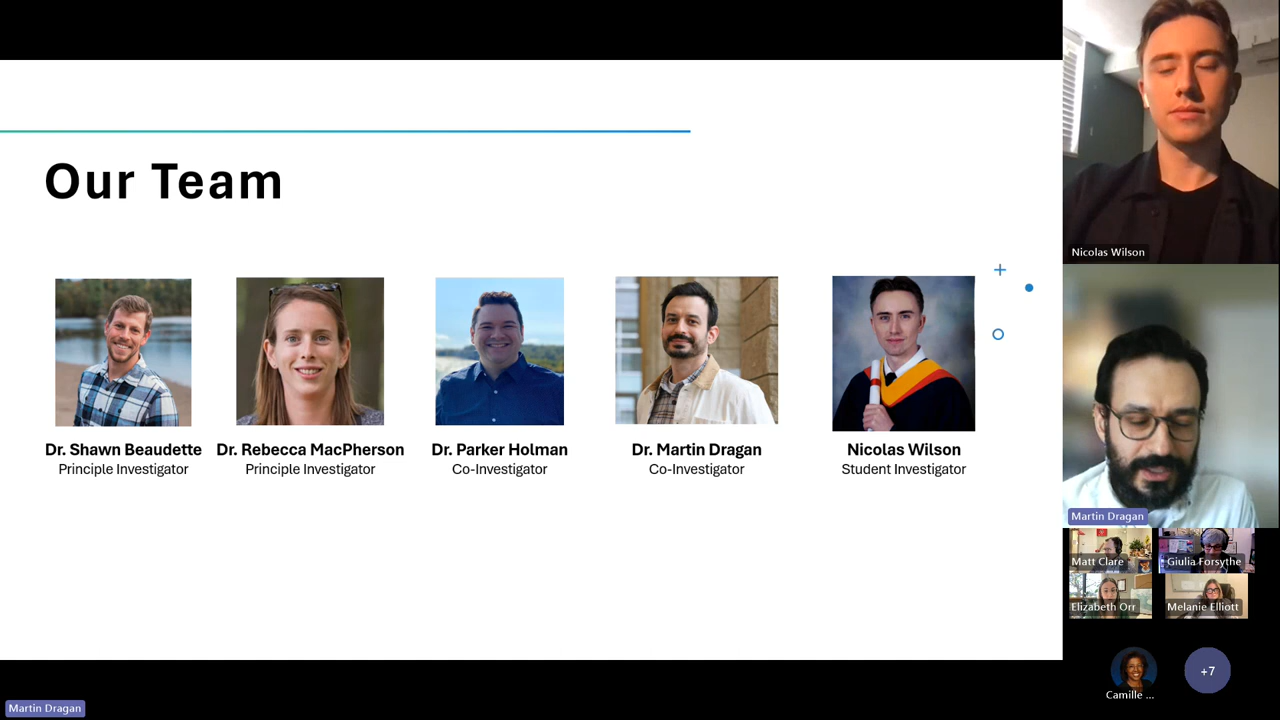 Our Team
Dr. Shawn Beaudette
Principle Investigator
Dr. Rebecca MacPherson
Principle Investigator
Dr. Parker Holman
Co-Investigator
Dr. Martin Dragan
Co-Investigator
Nicolas Wilson
Student Investigator
Nicolas Wilson
Martin Dragan
Matt Clare
Giulia Forsythe
Elizabeth Orr
Melanie Elliott
Camille ...
+7
Martin Dragan